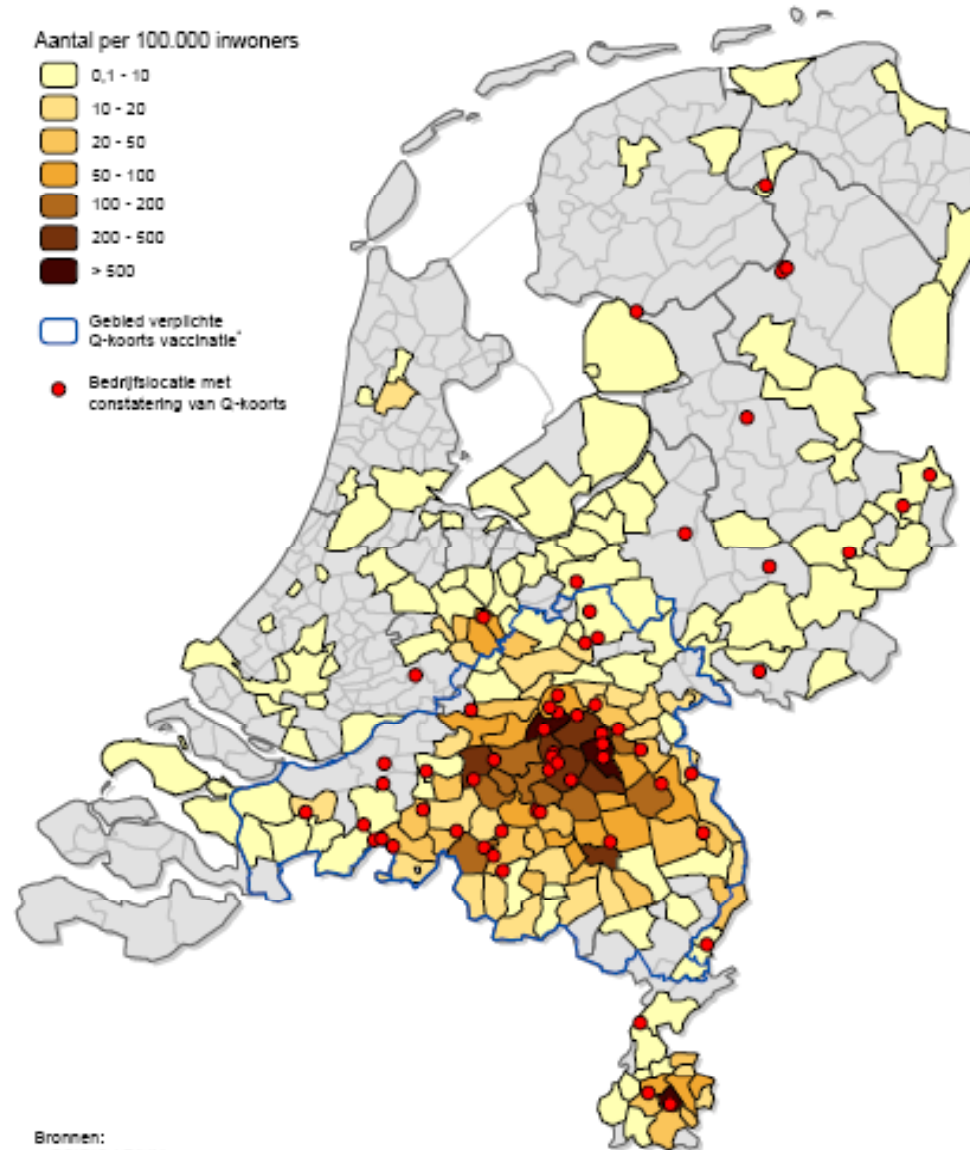 Aantal per 100.000 inwoners
0,1 - 10
10 - 20
20 - 50
50 - 100
100 - 200
200 - 500
> 500
Gebied verplichte
Q-koorts vaccinatie*
Bedrijfslocatie met
constatering van Q-koorts
Bronnen: